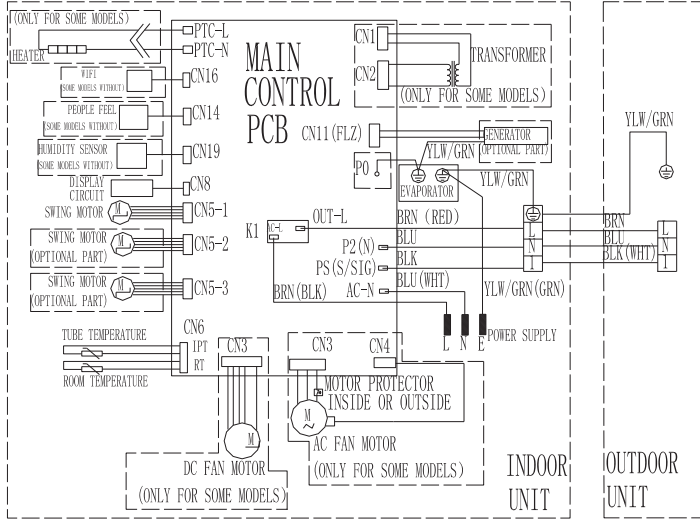 (ONLY FOR SOME MODELS)
HEATER
PTC-L
PTC-N
WIFI
(SOME MODELS WITHOUT)
CN16
PEOPLE FEEL
(SOME MODELS WITHOUT)
CN14
HUMIDITY SENSOR
(SOME MODELS WITHOUT)
CN19
DISPLAY
CIRCUIT
CN8
SWING MOTOR
M
CN5-1
SWING MOTOR
(OPTIONAL PART)
M
CN5-2
SWING MOTOR
(OPTIONAL PART)
M
CN5-3
CN6
TUBE TEMPERATURE
IPT
RT
ROOM TEMPERATURE
MAIN
CONTROL
PCB
CN1
CN2
TRANSFORMER
(ONLY FOR SOME MODELS)
CN11(FLZ)
GENERATOR
(OPTIONAL PART)
YLW/GRN
P0
EVAPORATOR
YLW/GRN
K1
AC-L
OUT-L
BRN (RED)
P2(N)
BLU
PS(S/SIG)
BLK
AC-N
BLU(WHT)
BRN(BLK)
YLW/GRN(GRN)
L
N
I
L N E
POWER SUPPLY
CN3
M
DC FAN MOTOR
(ONLY FOR SOME MODELS)
CN3
CN4
MOTOR PROTECTOR
INSIDE OR OUTSIDE
M
~
AC FAN MOTOR
(ONLY FOR SOME MODELS)
INDOOR
UNIT
YLW/GRN
BRN
BLU
BLK(WHT)
L
N
I
OUTDOOR
UNIT